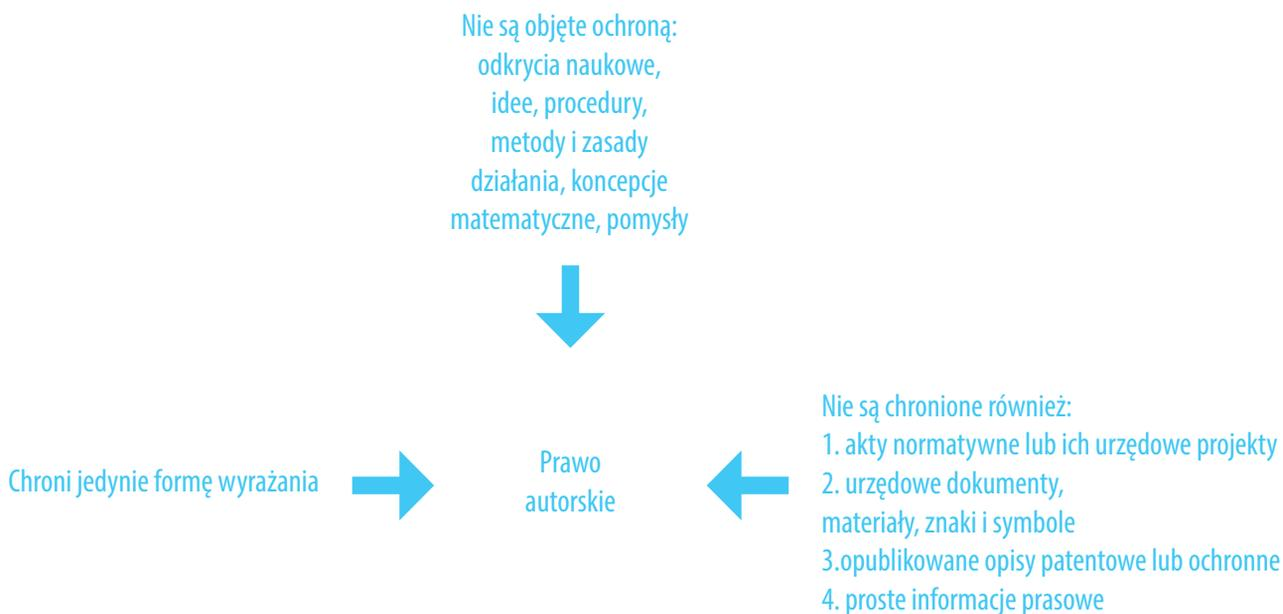 Nie są objęte ochroną:
odkrycia naukowe,
idee, procedury,
metody i zasady
działania, koncepcje
matematyczne, pomysły
Chroni jedynie formę wyrażania
Prawo
autorskie
Nie są chronione również:
1. akty normatywne lub ich urzędowe projekty
2. urzędowe dokumenty,
materiały, znaki i symbole
3.opublikowane opisy patentowe lub ochronne
4. proste informacje prasowe